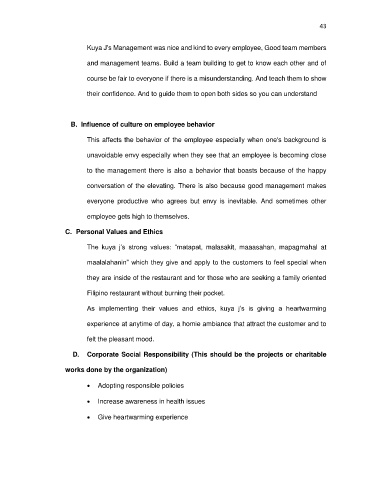 43
Kuya J's Management was nice and kind to every employee, Good team members
and management teams. Build a team building to get to know each other and of
course be fair to everyone if there is a misunderstanding. And teach them to show
their confidence. And to guide them to open both sides so you can understand
B. Influence of culture on employee behavior
This affects the behavior of the employee especially when one's background is
unavoidable envy especially when they see that an employee is becoming close
to the management there is also a behavior that boasts because of the happy
conversation of the elevating. There is also because good management makes
everyone productive who agrees but envy is inevitable. And sometimes other
employee gets high to themselves.
C. Personal Values and Ethics
The kuya j's strong values: "matapat, malasakit, maaasahan, mapagmahal at
maalalahanin" which they give and apply to the customers to feel special when
they are inside of the restaurant and for those who are seeking a family oriented
Filipino restaurant without burning their pocket.
As implementing their values and ethics, kuya j's is giving a heartwarming
experience at anytime of day, a homie ambiance that attract the customer and to
felt the pleasant mood.
D. Corporate Social Responsibility (This should be the projects or charitable
works done by the organization)
• Adopting responsible policies
• Increase awareness in health issues
• Give heartwarming experience